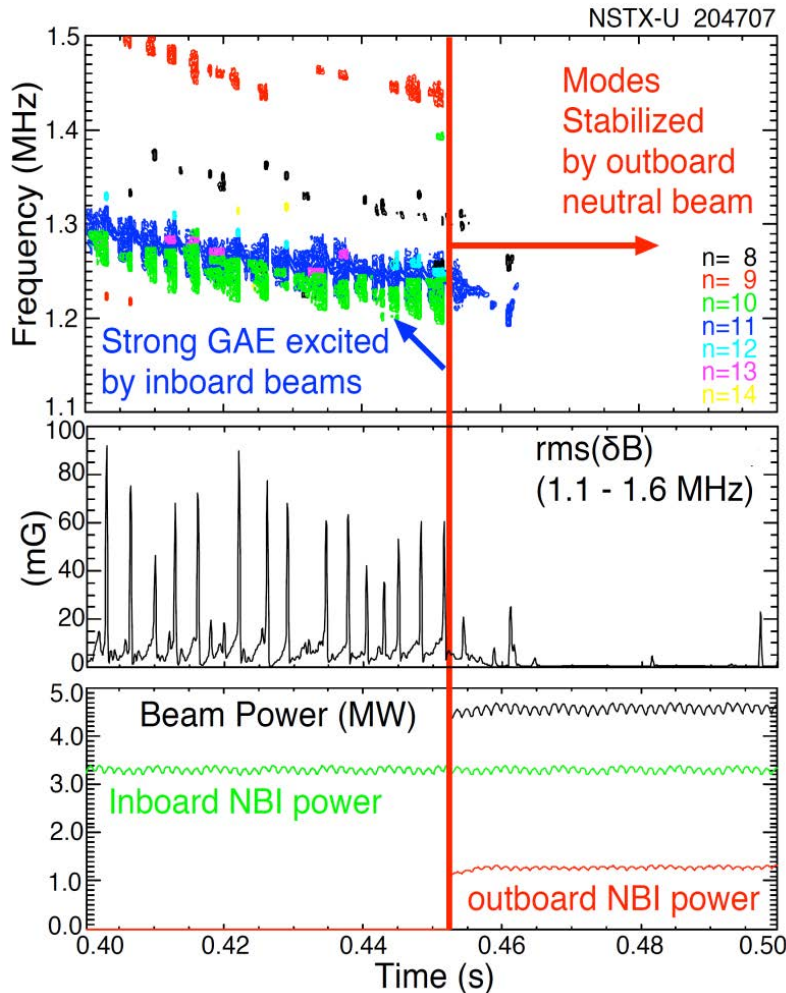 NSTX-U 204707
1.5
1.4
1.3
1.2
1.1
Frequency (MHz)
Modes
Stabilized
by outboard
neutral beam
n= 8
n= 9
n=10
n=11
n=12
n=13
n=14
Strong GAE excited
by inboard beams
100
80
60
40
20
0
(mG)
rms(δB)
(1.1 - 1.6 MHz)
5.0
4.0
3.0
2.0
1.0
0.0
Beam Power (MW)
Inboard NBI power
outboard NBI power
0.40
0.42
0.44
0.46
0.48
0.50
Time (s)